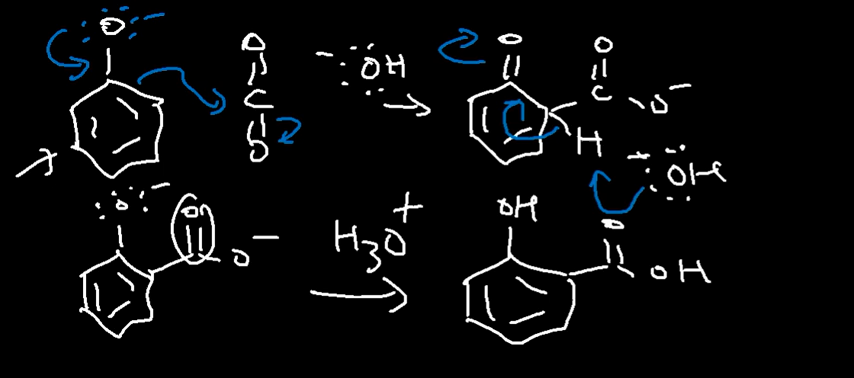 O⁻ O ⁻OH O O
C C O⁻
O H ⁻OH
O⁻ O O⁻ H₃O⁺ OH O OH